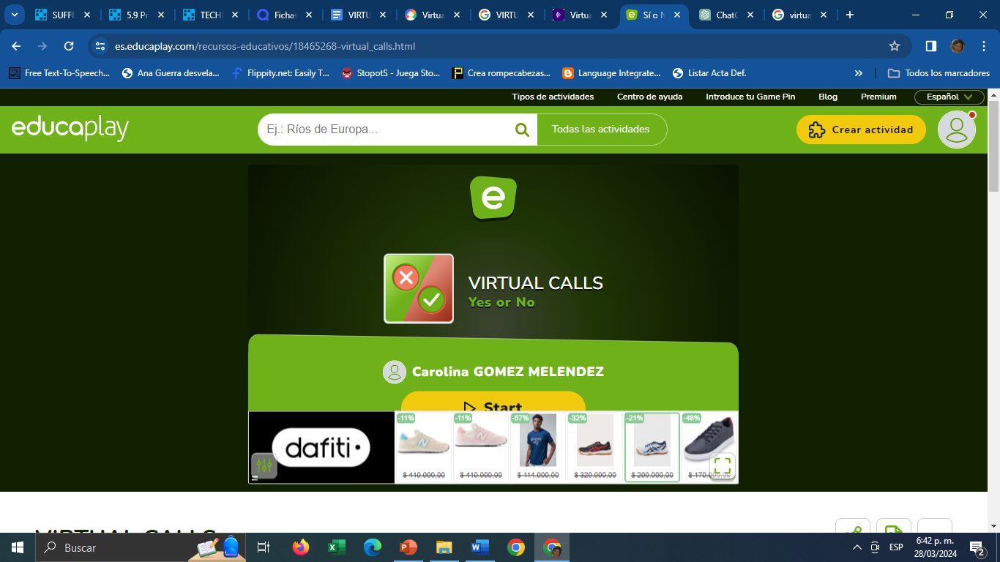 SUFFI
5.9 Pr
TECH
Fichas
VIRTU
Virtua
VIRTU
Virtua
Sí o N
ChatG
virtua
es.educaplay.com/recursos-educativos/18465268-virtual_calls.html
Free Text-To-Speech...
Ana Guerra desvela...
Flippity.net: Easily T...
StopotS - Juega Sto...
Crea rompecabezas...
Language Integrate...
Listar Acta Def.
Todos los marcadores
Tipos de actividades
Centro de ayuda
Introduce tu Game Pin
Blog
Premium
Español
educaplay
Ej.: Ríos de Europa...
Todas las actividades
Crear actividad
e
VIRTUAL CALLS
Yes or No
Carolina GOMEZ MELENDEZ
Start
dafiti
-11%
-11%
-57%
-32%
-21%
-48%
$ 410.000,00
$ 410.000,00
$ 114.000,00
$ 320.000,00
$ 200.000,00
$ 170.000,00
VIRTUAL CALLS
Buscar
ESP
6:42 p. m.
28/03/2024
2